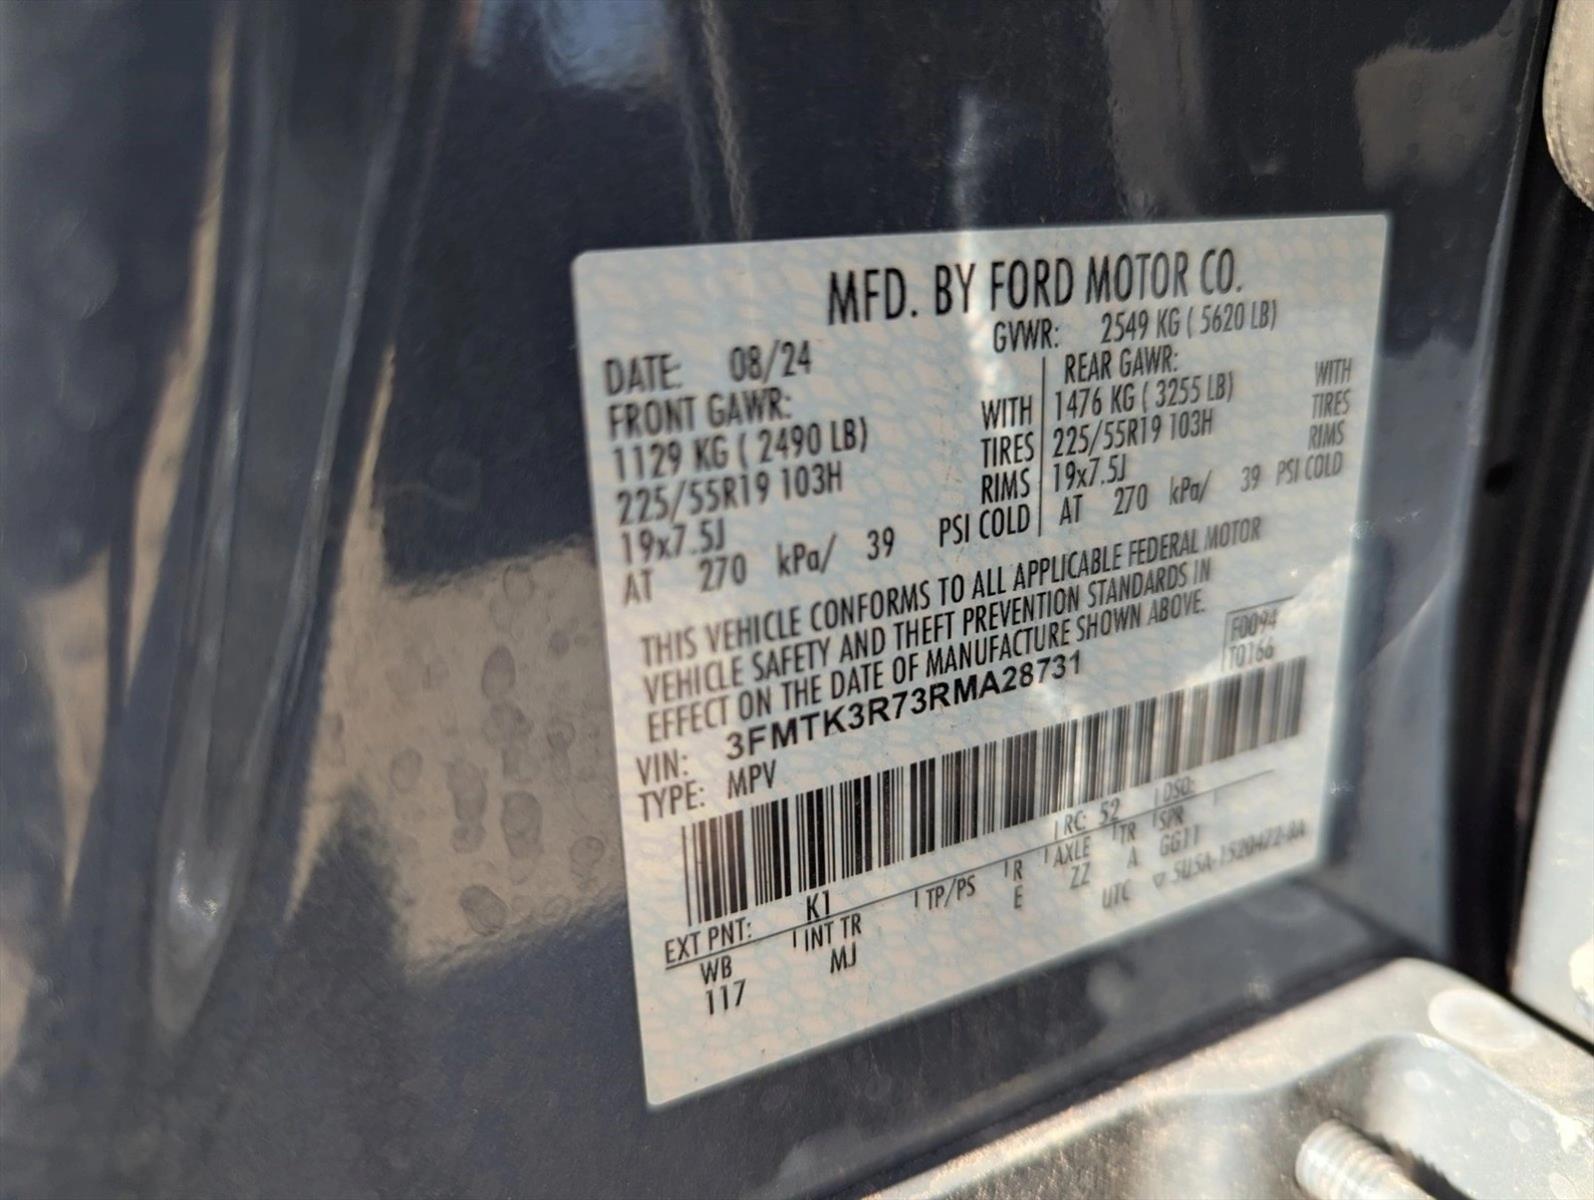 MFD. BY FORD MOTOR CO.
DATE: 08/24 GVWR: 2549 KG ( 5620 LB)
FRONT GAWR: REAR GAWR:
1129 KG ( 2490 LB) WITH 1476 KG ( 3255 LB) WITH
225/55R19 103H TIRES 225/55R19 103H TIRES
19x7.5J RIMS 19x7.5J RIMS
AT 270 kPa/ 39 PSI COLD AT 270 kPa/ 39 PSI COLD
THIS VEHICLE CONFORMS TO ALL APPLICABLE FEDERAL MOTOR
VEHICLE SAFETY AND THEFT PREVENTION STANDARDS IN
EFFECT ON THE DATE OF MANUFACTURE SHOWN ABOVE.
F0094
T0166
VIN: 3FMTK3R73RMA28731
TYPE: MPV
EXT PNT: K1 RC: 52 DSO:
WB INT TR TP/PS R AXLE TR SPR
117 MJ E ZZ A GG11
UTC ▽ 5U5A-1520472-BA